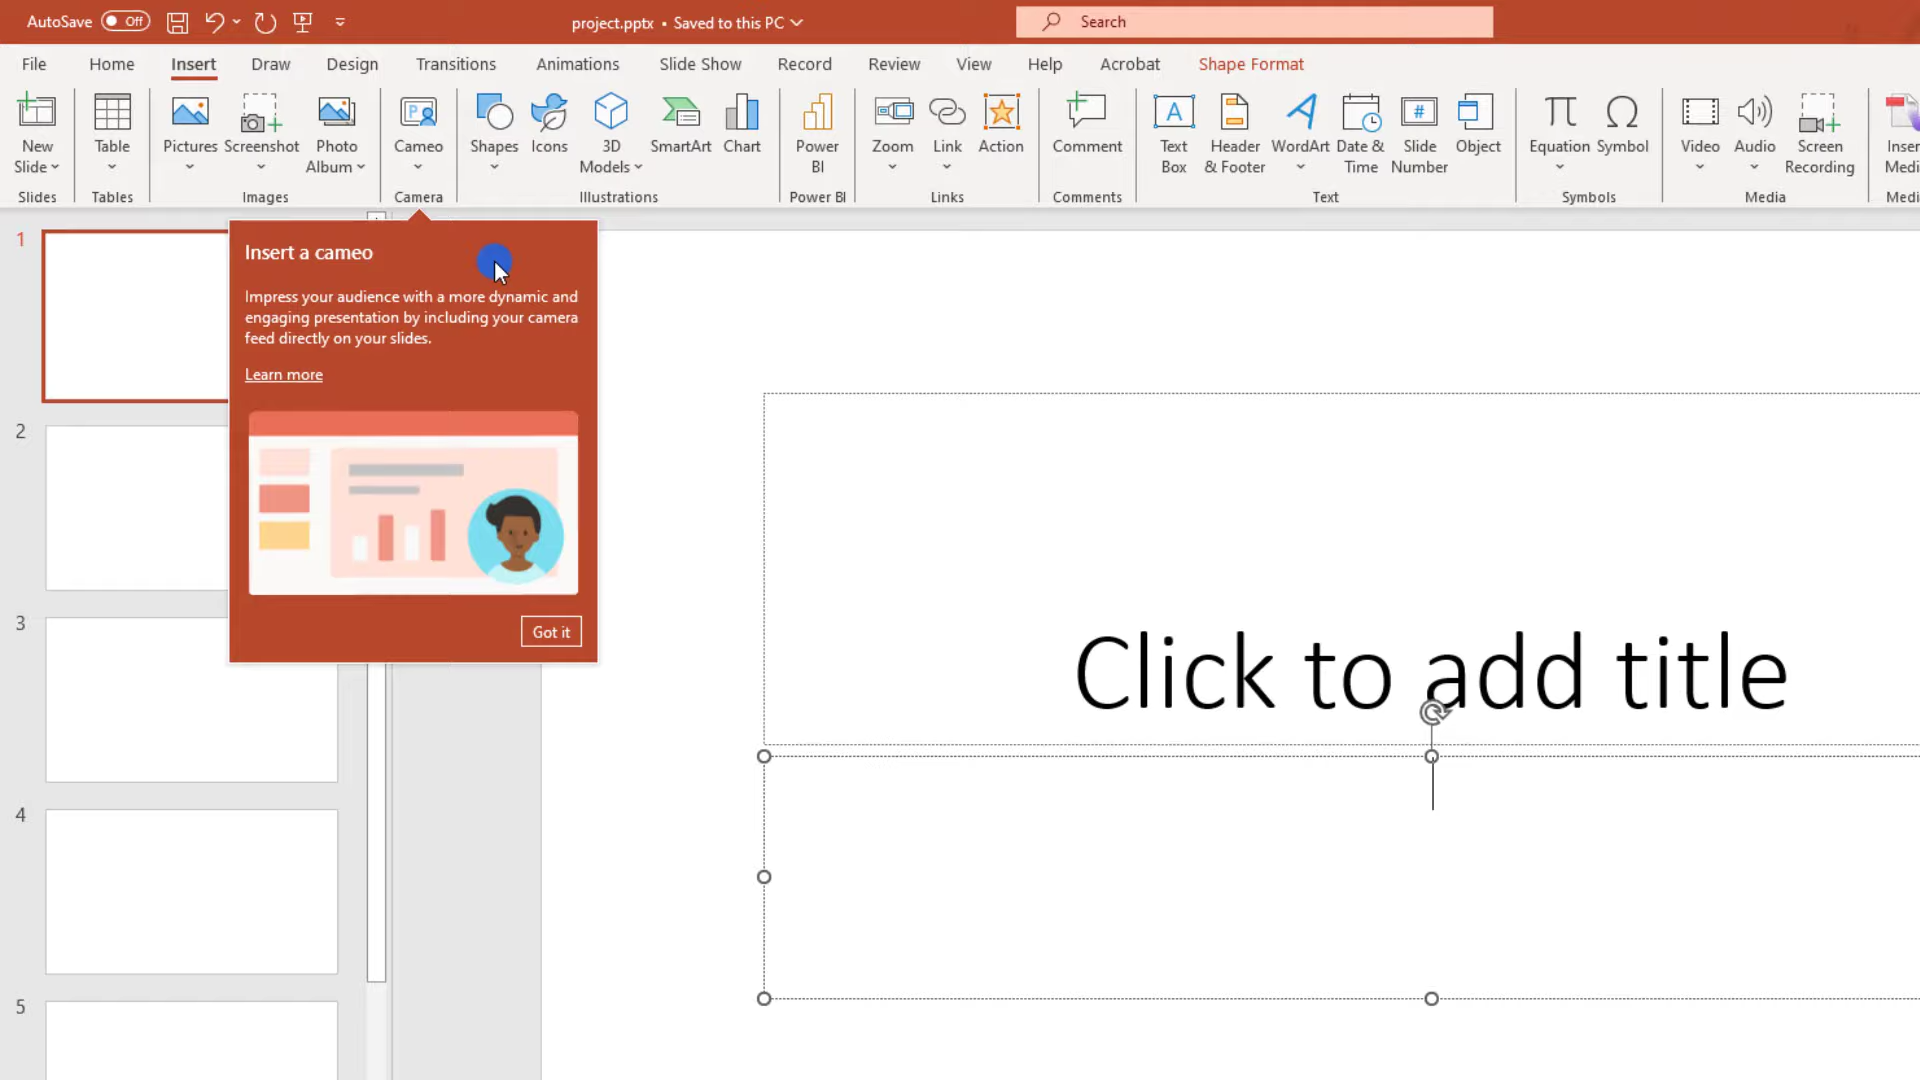 AutoSave Off project.pptx • Saved to this PC Search
File Home Insert Draw Design Transitions Animations Slide Show Record Review View Help Acrobat Shape Format
New Slide Table Pictures Screenshot Photo Album Cameo Shapes Icons 3D Models SmartArt Chart Power BI Zoom Link Action Comment Text Box Header & Footer WordArt Date & Time Slide Number Object Equation Symbol Video Audio Screen Recording
Slides Tables Images Camera Illustrations Power BI Links Comments Text Symbols Media
1
2
3
4
5
Insert a cameo
Impress your audience with a more dynamic and
engaging presentation by including your camera
feed directly on your slides.
Learn more
Got it
Click to add title